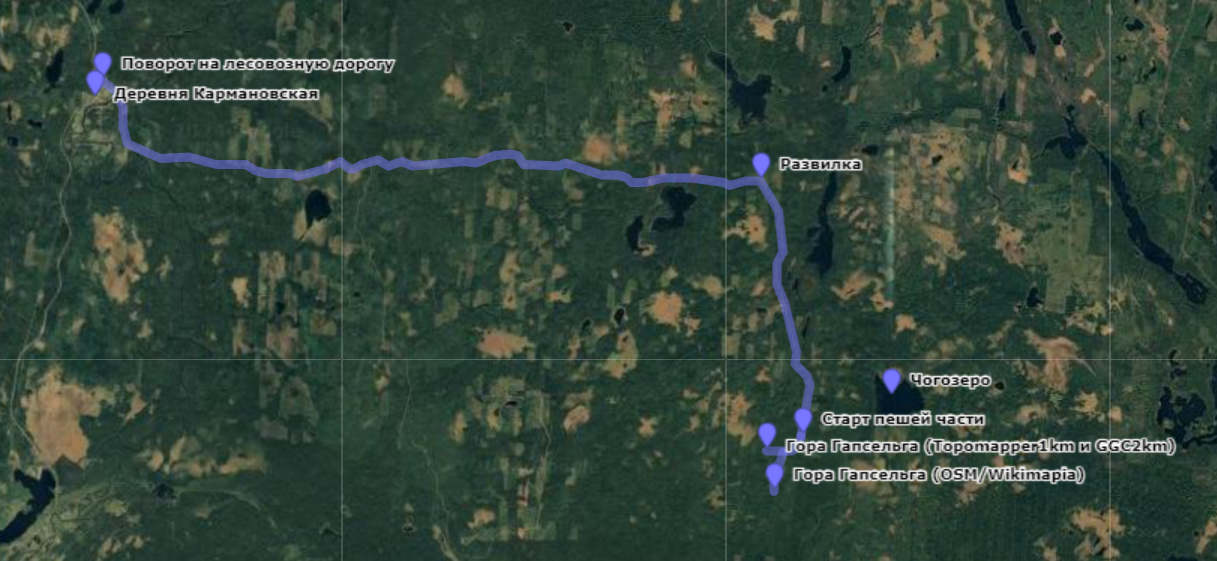 Поворот на лесовозную дорогу
Деревня Кармановская
Развилка
Чогозеро
Старт пешей части
Гора Гапсельга (Topomapper1km и GGC2km)
Гора Гапсельга (OSM/Wikimapia)